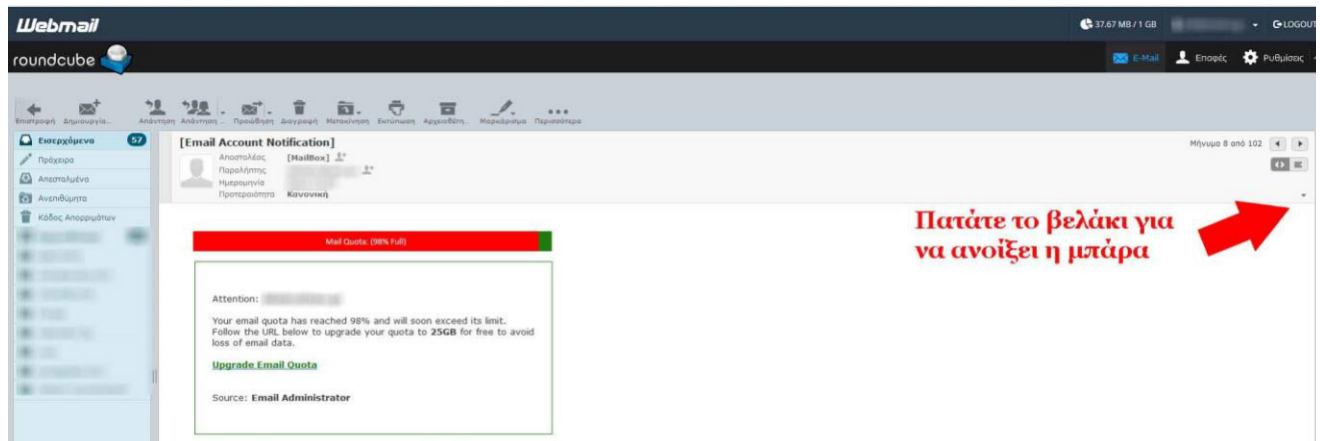 Webmail
37.67 MB / 1 GB
LOGOUT
roundcube
E-Mail
Επαφές
Ρυθμίσεις
Επιστροφή
Δημιουργία...
Απάντηση
Απάντηση ...
Προώθηση
Διαγραφή
Μετακίνηση
Εκτύπωση
Αρχειοθέτη...
Μαρκάρισμα
Περισσότερα
Εισερχόμενα 57
Πρόχειρα
Απεσταλμένα
Ανεπιθύμητα
Κάδος Απορριμάτων
[Email Account Notification]
Μήνυμα 8 από 102
Αποστολέας [MailBox]
Παραλήπτης
Ημερομηνία
Προτεραιότητα Κανονική
Πατάτε το βελάκι για
να ανοίξει η μπάρα
Mail Quota: (98% Full)
Attention:
Your email quota has reached 98% and will soon exceed its limit.
Follow the URL below to upgrade your quota to 25GB for free to avoid
loss of email data.
Upgrade Email Quota
Source: Email Administrator